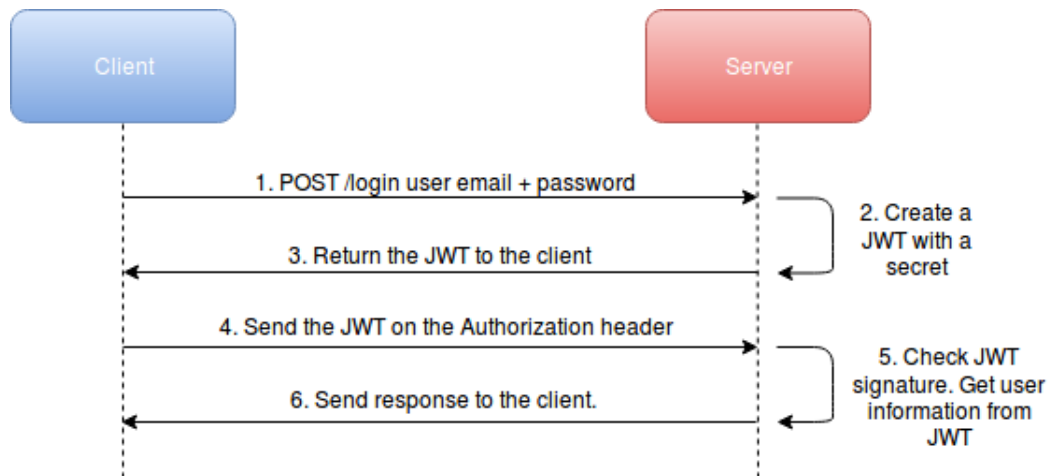 Client
Server
1. POST /login user email + password
2. Create a
JWT with a
secret
3. Return the JWT to the client
4. Send the JWT on the Authorization header
5. Check JWT
signature. Get user
information from
JWT
6. Send response to the client.